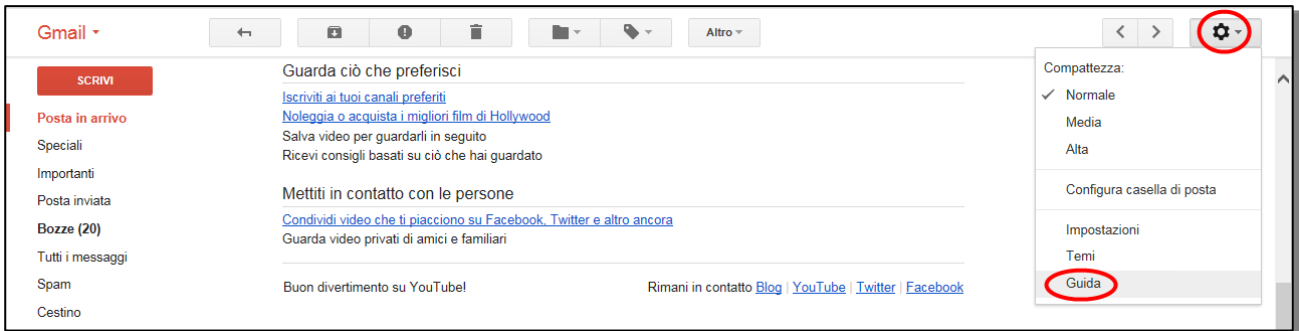 Gmail
Altro
SCRIVI
Posta in arrivo
Speciali
Importanti
Posta inviata
Bozze (20)
Tutti i messaggi
Spam
Cestino
Guarda ciò che preferisci
Iscriviti ai tuoi canali preferiti
Noleggia o acquista i migliori film di Hollywood
Salva video per guardarli in seguito
Ricevi consigli basati su ciò che hai guardato
Mettiti in contatto con le persone
Condividi video che ti piacciono su Facebook, Twitter e altro ancora
Guarda video privati di amici e familiari
Buon divertimento su YouTube!
Rimani in contatto Blog | YouTube | Twitter | Facebook
Compattezza:
Normale
Media
Alta
Configura casella di posta
Impostazioni
Temi
Guida